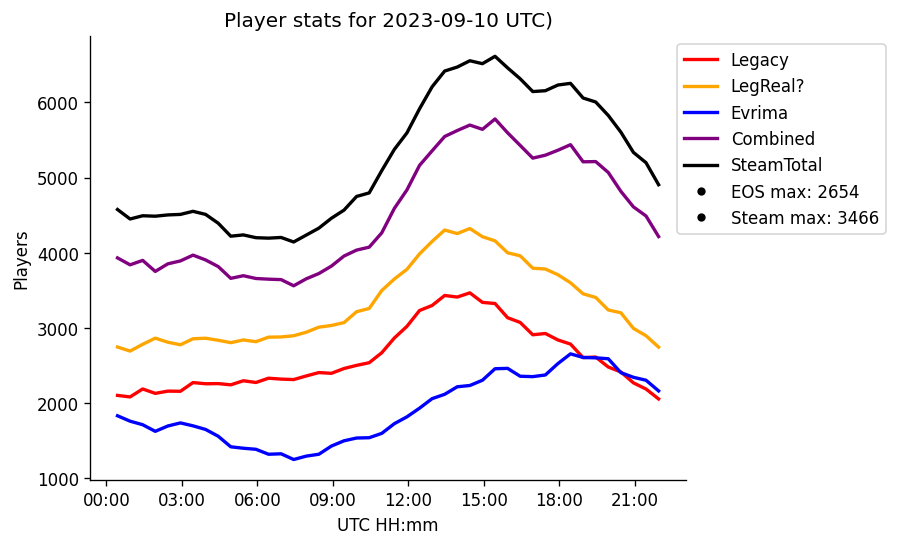 Player stats for 2023-09-10 UTC)
Legacy
LegReal?
Evrima
Combined
SteamTotal
EOS max: 2654
Steam max: 3466
Players
6000
5000
4000
3000
2000
1000
00:00 03:00 06:00 09:00 12:00 15:00 18:00 21:00
UTC HH:mm